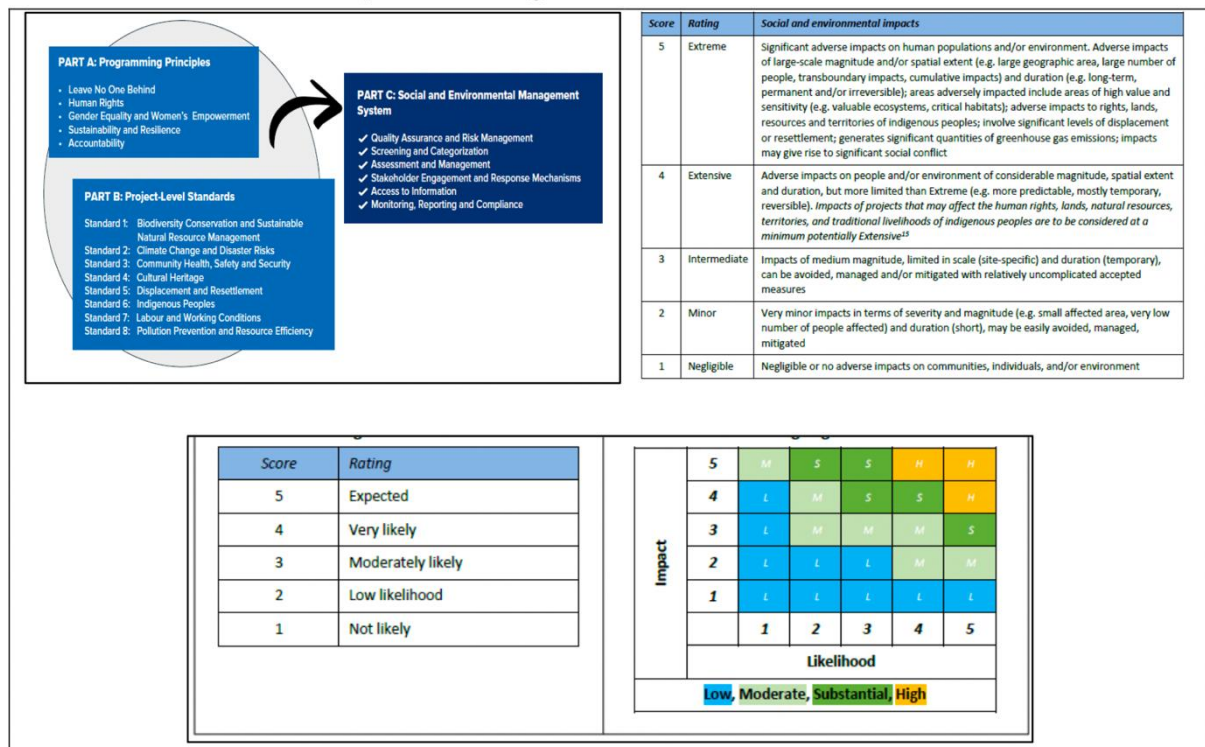 PART A: Programming Principles
• Leave No One Behind
• Human Rights
• Gender Equality and Women's Empowerment
• Sustainability and Resilience
• Accountability
PART B: Project-Level Standards
Standard 1: Biodiversity Conservation and Sustainable
Natural Resource Management
Standard 2: Climate Change and Disaster Risks
Standard 3: Community Health, Safety and Security
Standard 4: Cultural Heritage
Standard 5: Displacement and Resettlement
Standard 6: Indigenous Peoples
Standard 7: Labour and Working Conditions
Standard 8: Pollution Prevention and Resource Efficiency
PART C: Social and Environmental Management
System
✓ Quality Assurance and Risk Management
✓ Screening and Categorization
✓ Assessment and Management
✓ Stakeholder Engagement and Response Mechanisms
✓ Access to Information
✓ Monitoring, Reporting and Compliance
Score Rating Social and environmental impacts
5 Extreme Significant adverse impacts on human populations and/or environment. Adverse impacts
of large-scale magnitude and/or spatial extent (e.g. large geographic area, large number of
people, transboundary impacts, cumulative impacts) and duration (e.g. long-term,
permanent and/or irreversible); areas adversely impacted include areas of high value and
sensitivity (e.g. valuable ecosystems, critical habitats); adverse impacts to rights, lands,
resources and territories of indigenous peoples; involve significant levels of displacement
or resettlement; generates significant quantities of greenhouse gas emissions; impacts
may give rise to significant social conflict
4 Extensive Adverse impacts on people and/or environment of considerable magnitude, spatial extent
and duration, but more limited than Extreme (e.g. more predictable, mostly temporary,
reversible). Impacts of projects that may affect the human rights, lands, natural resources,
territories, and traditional livelihoods of indigenous peoples are to be considered at a
minimum potentially Extensive15
3 Intermediate Impacts of medium magnitude, limited in scale (site-specific) and duration (temporary),
can be avoided, managed and/or mitigated with relatively uncomplicated accepted
measures
2 Minor Very minor impacts in terms of severity and magnitude (e.g. small affected area, very low
number of people affected) and duration (short), may be easily avoided, managed,
mitigated
1 Negligible Negligible or no adverse impacts on communities, individuals, and/or environment
Score Rating
5 Expected
4 Very likely
3 Moderately likely
2 Low likelihood
1 Not likely
Impact
5 M S S H H
4 L M S S H
3 L M M M S
2 L L L M M
1 L L L L L
1 2 3 4 5
Likelihood
Low, Moderate, Substantial, High